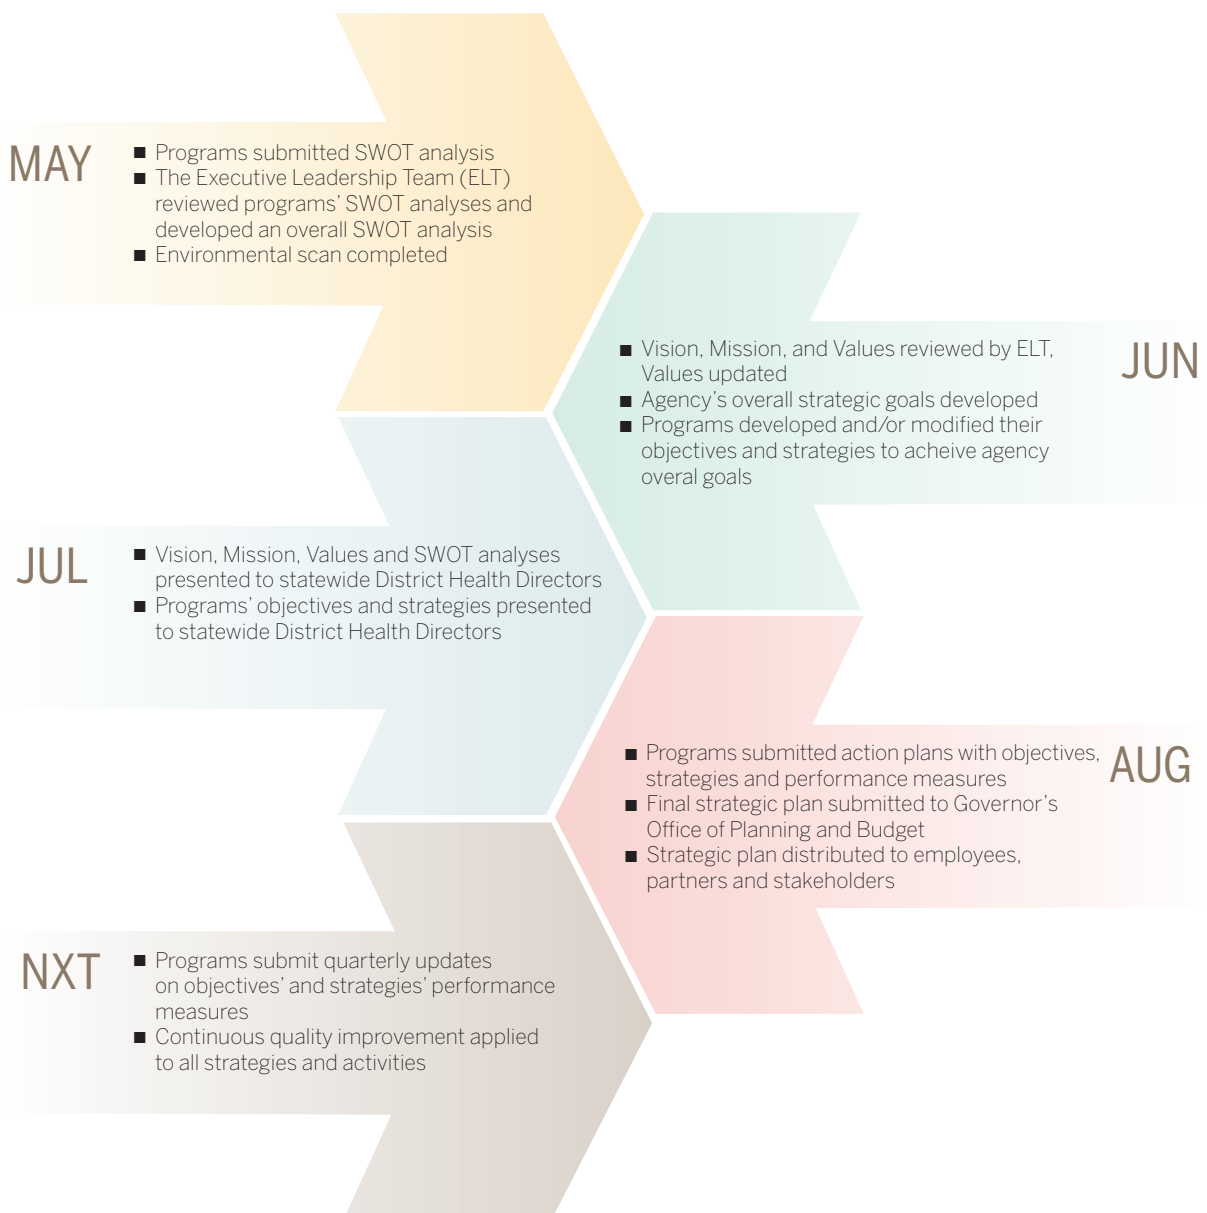 MAY
■ Programs submitted SWOT analysis
■ The Executive Leadership Team (ELT)
reviewed programs’ SWOT analyses and
developed an overall SWOT analysis
■ Environmental scan completed
JUN
■ Vision, Mission, and Values reviewed by ELT,
Values updated
■ Agency’s overall strategic goals developed
■ Programs developed and/or modified their
objectives and strategies to acheive agency
overal goals
JUL
■ Vision, Mission, Values and SWOT analyses
presented to statewide District Health Directors
■ Programs’ objectives and strategies presented
to statewide District Health Directors
AUG
■ Programs submitted action plans with objectives,
strategies and performance measures
■ Final strategic plan submitted to Governor’s
Office of Planning and Budget
■ Strategic plan distributed to employees,
partners and stakeholders
NXT
■ Programs submit quarterly updates
on objectives’ and strategies’ performance
measures
■ Continuous quality improvement applied
to all strategies and activities